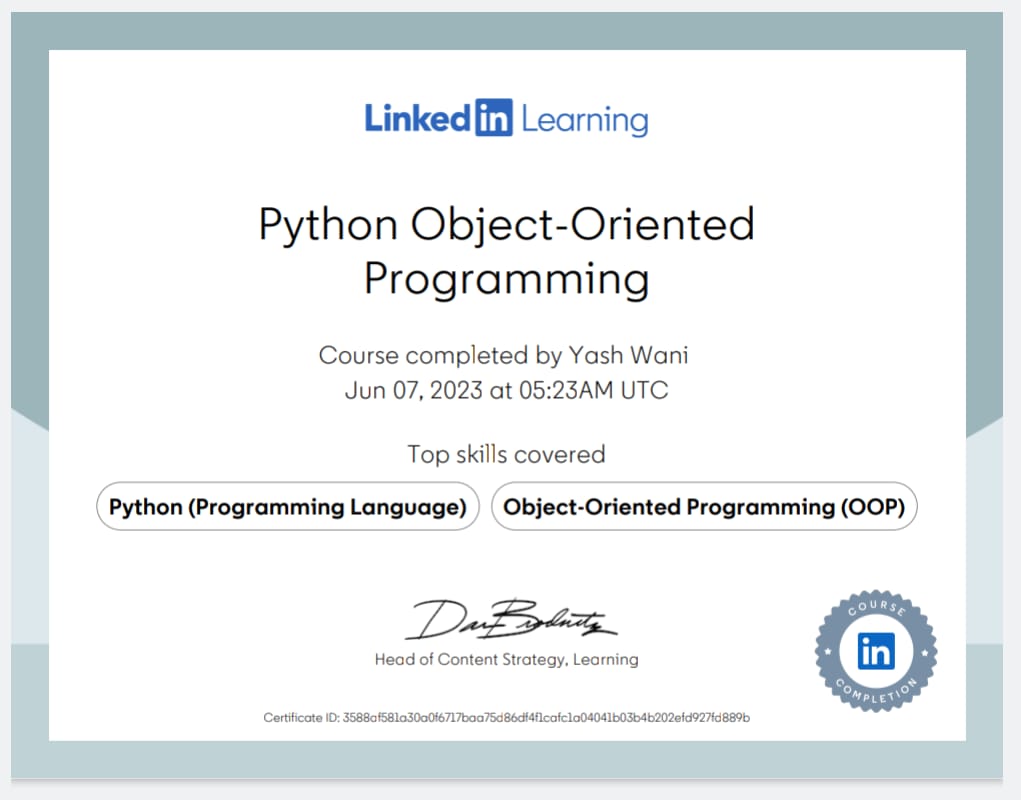 LinkedIn Learning
Python Object-Oriented
Programming
Course completed by Yash Wani
Jun 07, 2023 at 05:23AM UTC
Top skills covered
Python (Programming Language)
Object-Oriented Programming (OOP)
Dan Brodnitz
Head of Content Strategy, Learning
COURSE
in
COMPLETION
Certificate ID: 3588af581a30a0f6717baa75d86df4f1cafc1a04041b03b4b202efd927fd889b